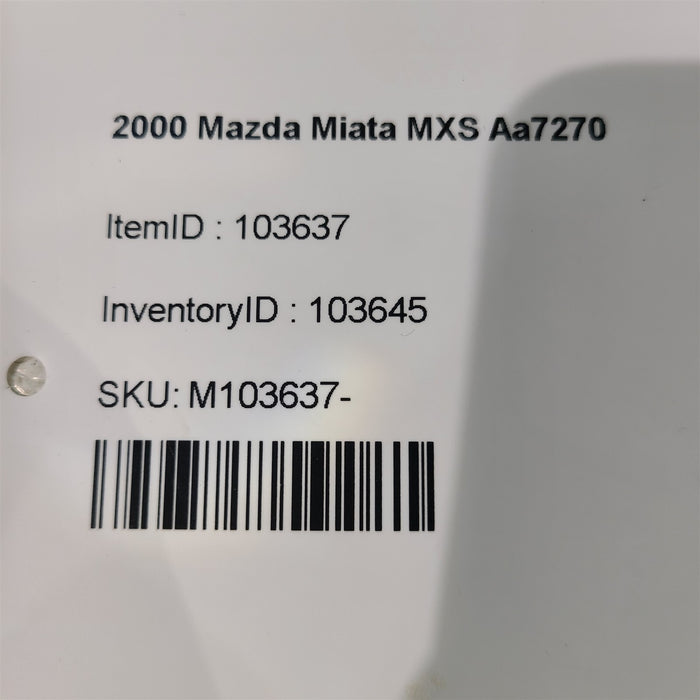 2000 Mazda Miata MXS Aa7270
ItemID : 103637
InventoryID : 103645
SKU: M103637-